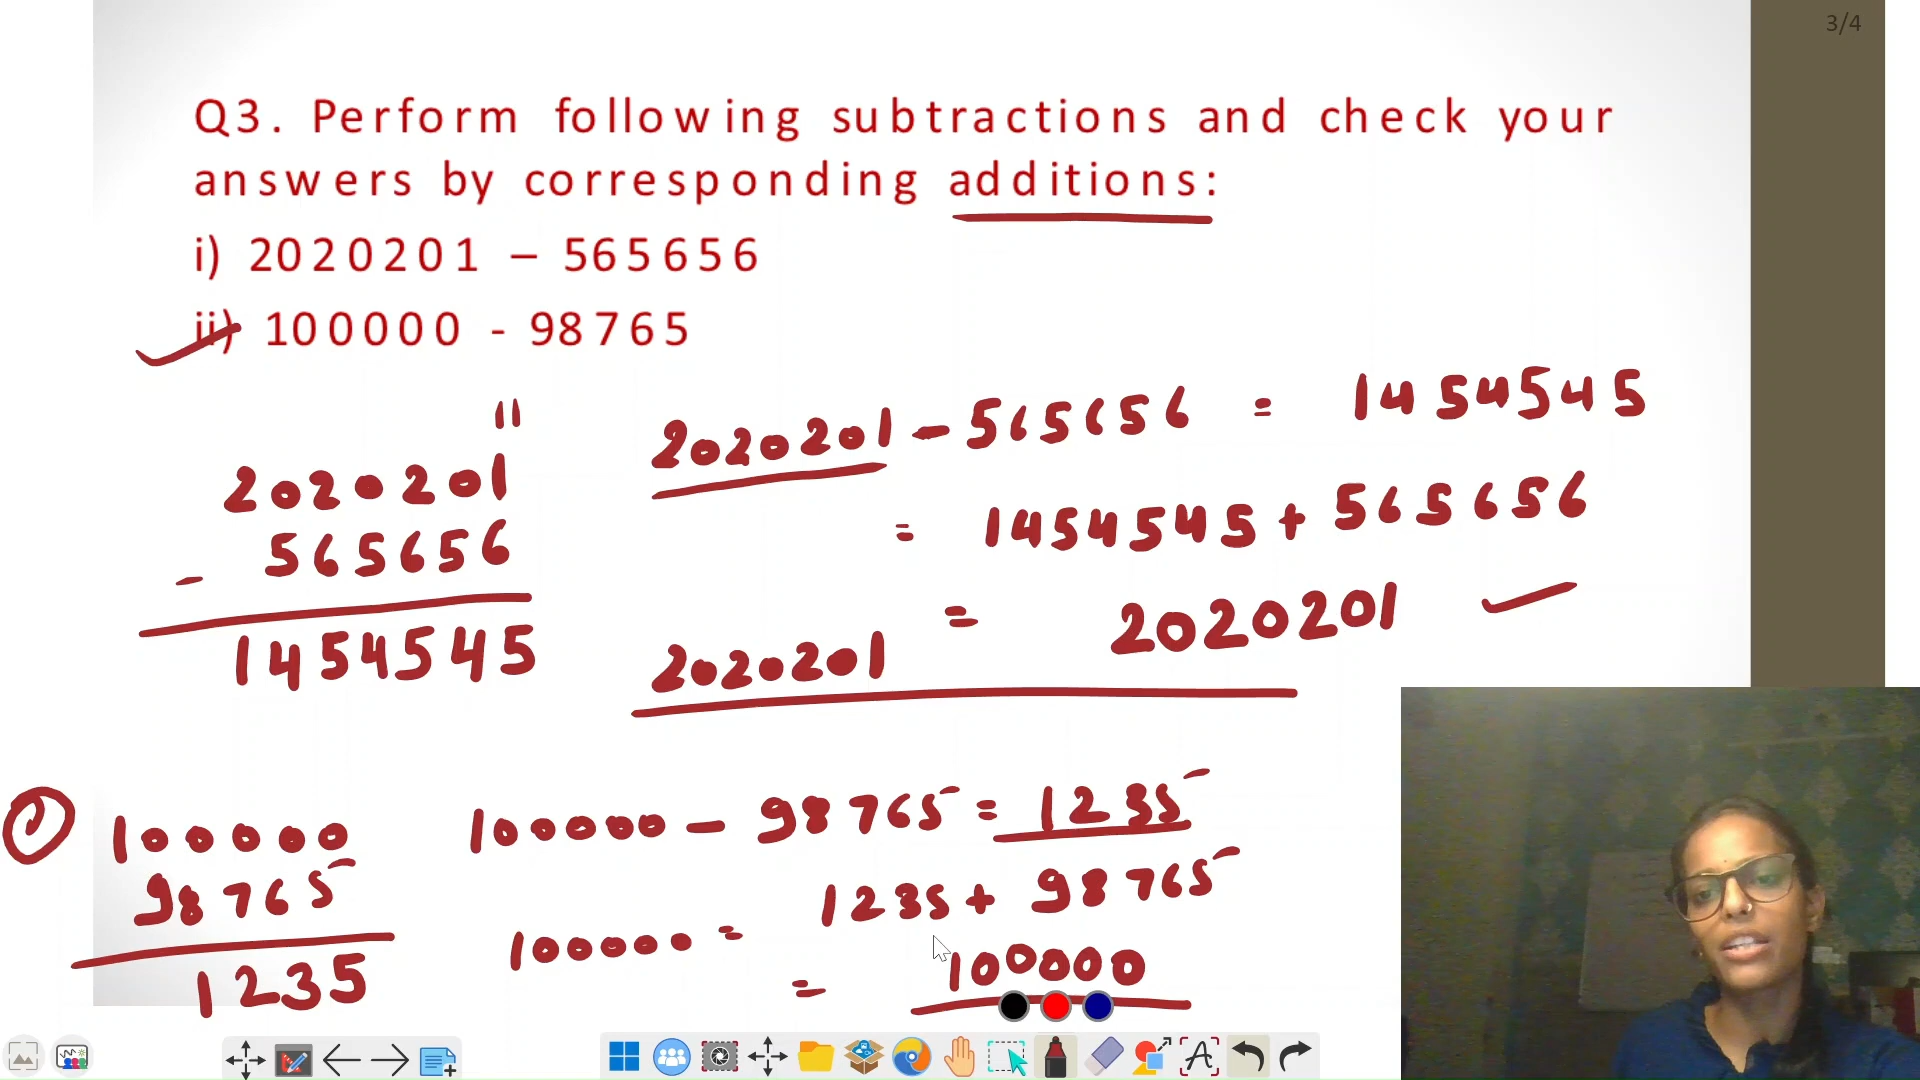 3/4
Q3. Perform following subtractions and check your
answers by corresponding additions:
i) 2020201 – 565656
ii) 100000 - 98765
11
2020201
- 565656
1454545
2020201 - 565656 = 1454545
= 1454545 + 565656
2020201 = 2020201
100000
98765
1235
100000 - 98765 = 1235
1235 + 98765
100000 =
= 100000